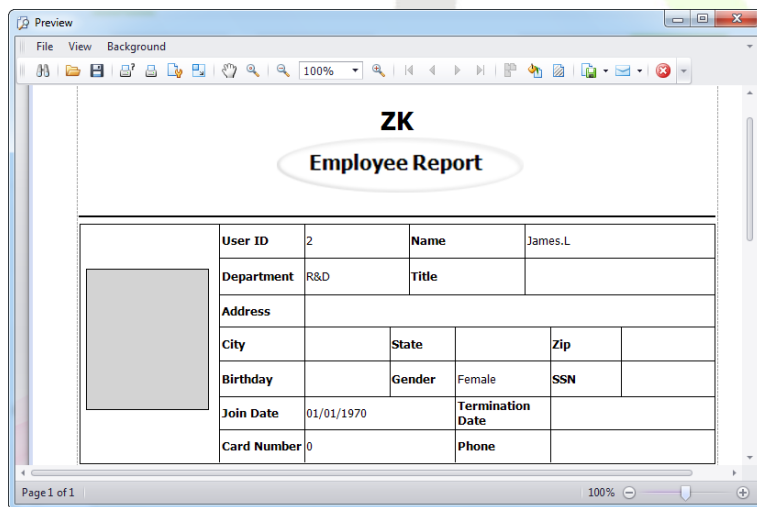 Preview
File View Background
100%
ZK
Employee Report
User ID 2 Name James.L
Department R&D Title
Address
City State Zip
Birthday Gender Female SSN
Join Date 01/01/1970 Termination Date
Card Number 0 Phone
Page 1 of 1 100%